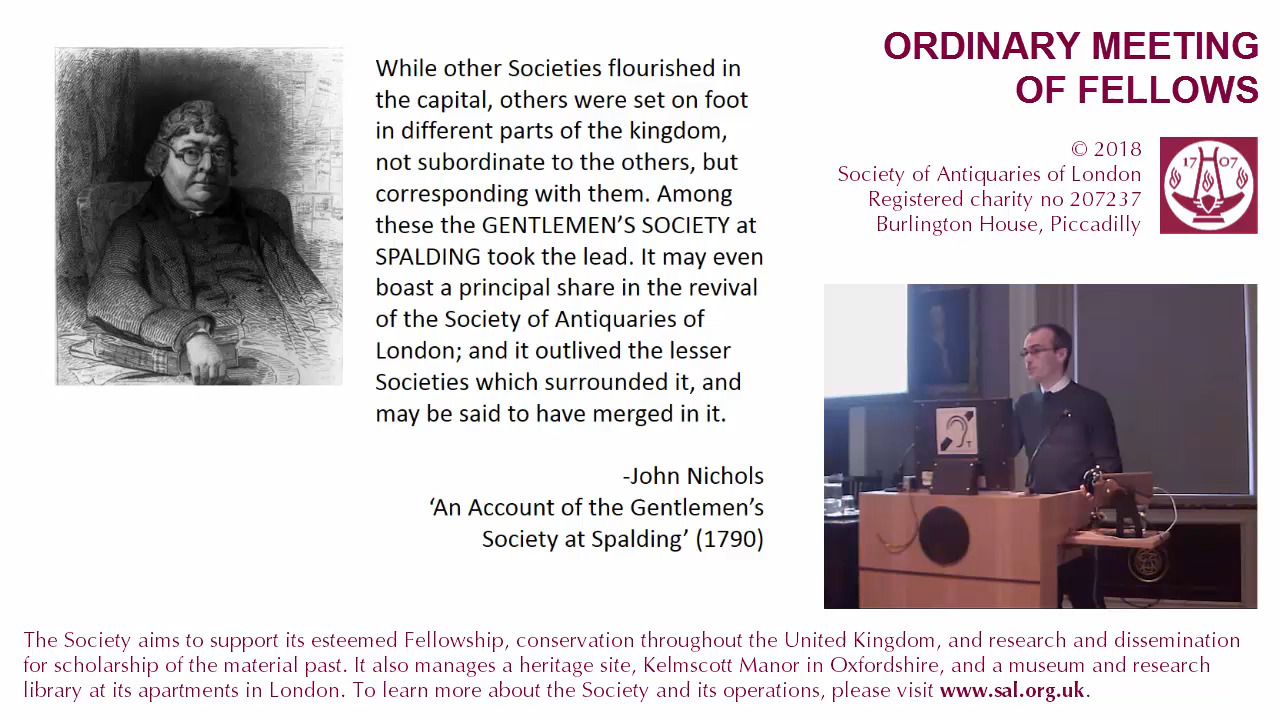 While other Societies flourished in
the capital, others were set on foot
in different parts of the kingdom,
not subordinate to the others, but
corresponding with them. Among
these the GENTLEMEN’S SOCIETY at
SPALDING took the lead. It may even
boast a principal share in the revival
of the Society of Antiquaries of
London; and it outlived the lesser
Societies which surrounded it, and
may be said to have merged in it.
-John Nichols
‘An Account of the Gentlemen’s
Society at Spalding’ (1790)
ORDINARY MEETING
OF FELLOWS
© 2018
Society of Antiquaries of London
Registered charity no 207237
Burlington House, Piccadilly
17 07
The Society aims to support its esteemed Fellowship, conservation throughout the United Kingdom, and research and dissemination
for scholarship of the material past. It also manages a heritage site, Kelmscott Manor in Oxfordshire, and a museum and research
library at its apartments in London. To learn more about the Society and its operations, please visit www.sal.org.uk.